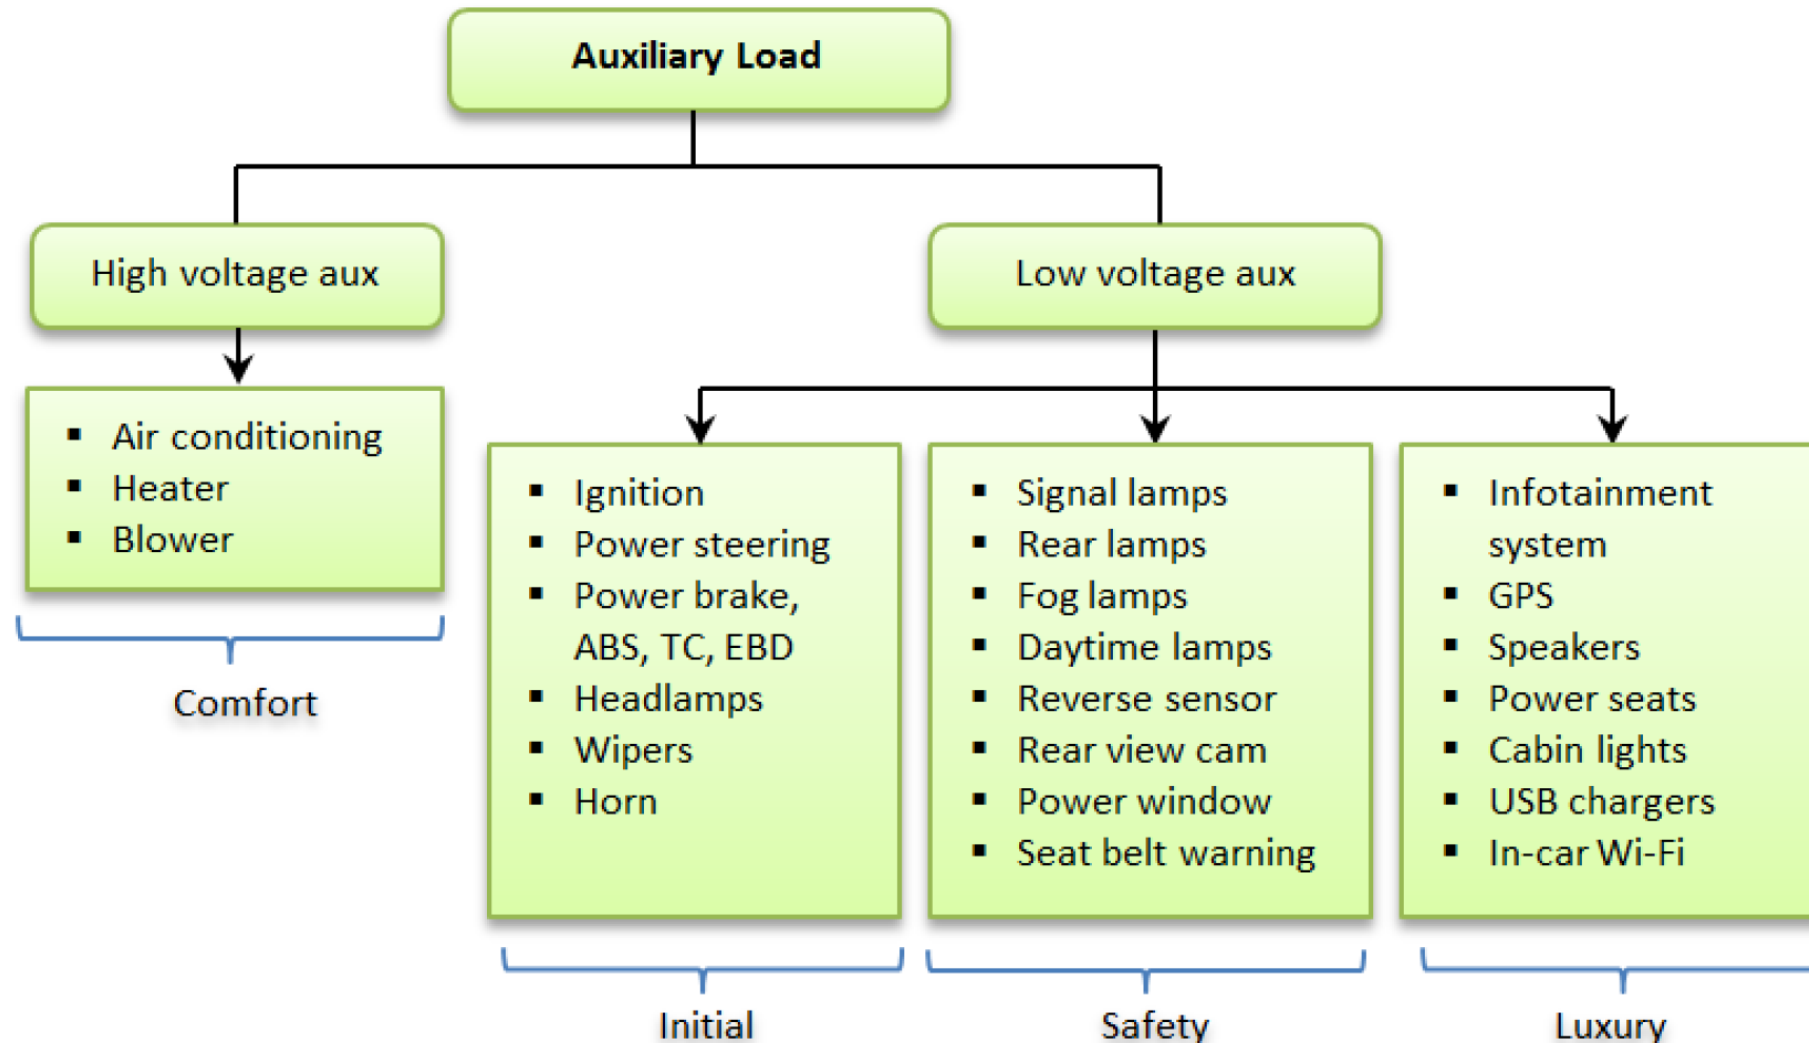 Auxiliary Load
High voltage aux
Low voltage aux
▪ Air conditioning
▪ Heater
▪ Blower
Comfort
▪ Ignition
▪ Power steering
▪ Power brake,
ABS, TC, EBD
▪ Headlamps
▪ Wipers
▪ Horn
Initial
▪ Signal lamps
▪ Rear lamps
▪ Fog lamps
▪ Daytime lamps
▪ Reverse sensor
▪ Rear view cam
▪ Power window
▪ Seat belt warning
Safety
▪ Infotainment
system
▪ GPS
▪ Speakers
▪ Power seats
▪ Cabin lights
▪ USB chargers
▪ In-car Wi-Fi
Luxury